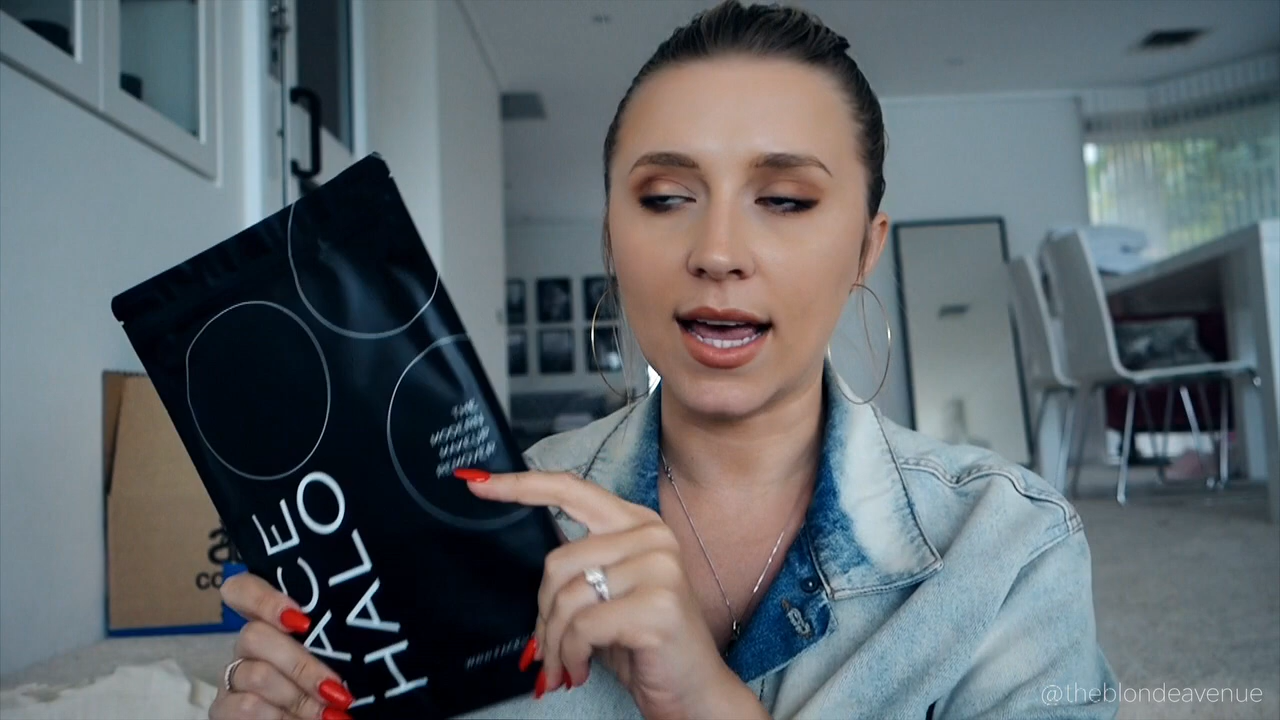 FACE
HALO
THE
MODERN
MAKEUP
REMOVER
@theblondeavenue